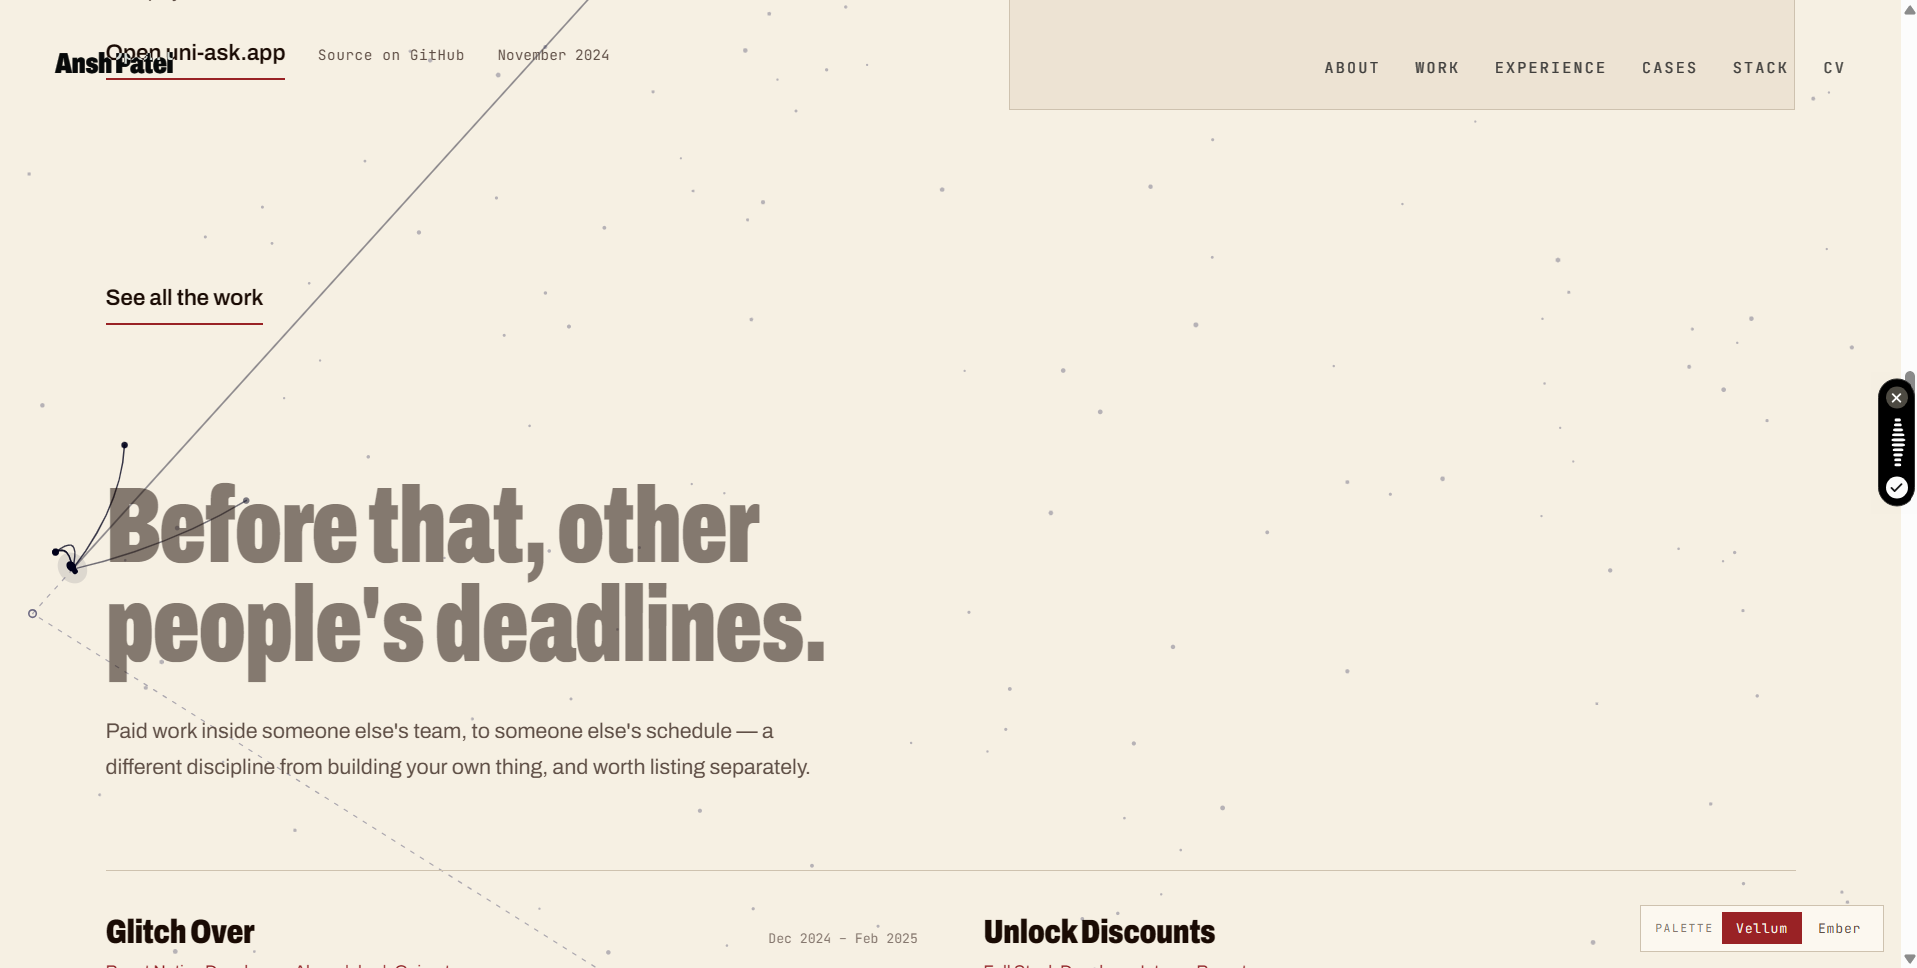 Open uni-ask.app
Source on GitHub
November 2024
Ansh Patel
ABOUT
WORK
EXPERIENCE
CASES
STACK
CV
See all the work
Before that, other
people's deadlines.
Paid work inside someone else's team, to someone else's schedule — a
different discipline from building your own thing, and worth listing separately.
Glitch Over
Dec 2024 – Feb 2025
Unlock Discounts
PALETTE
Vellum
Ember